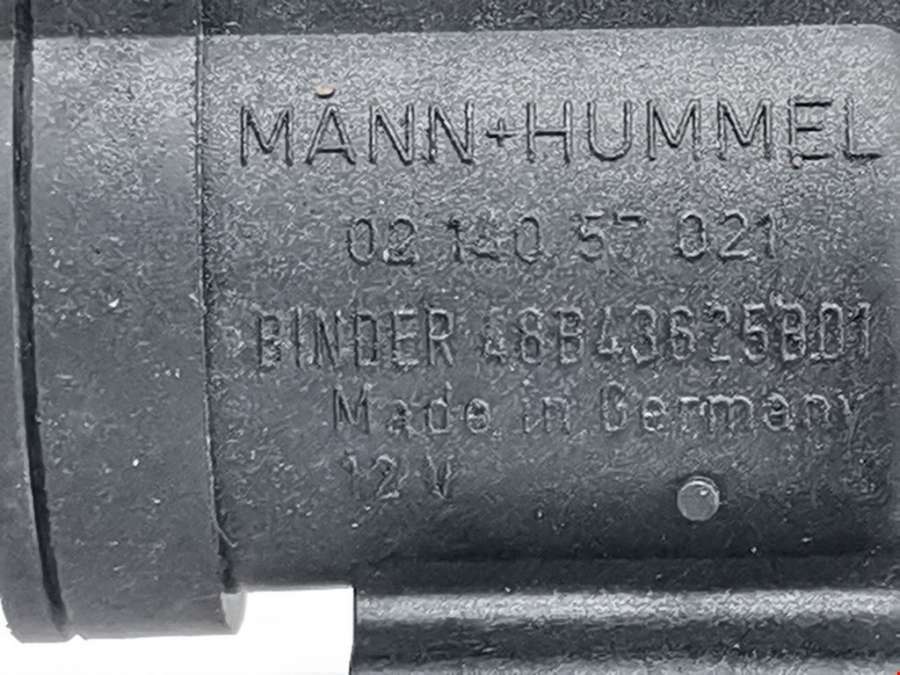 MANN+HUMMEL
02 140 57 021
BINDER 48B43625B01
Made in Germany
12 V